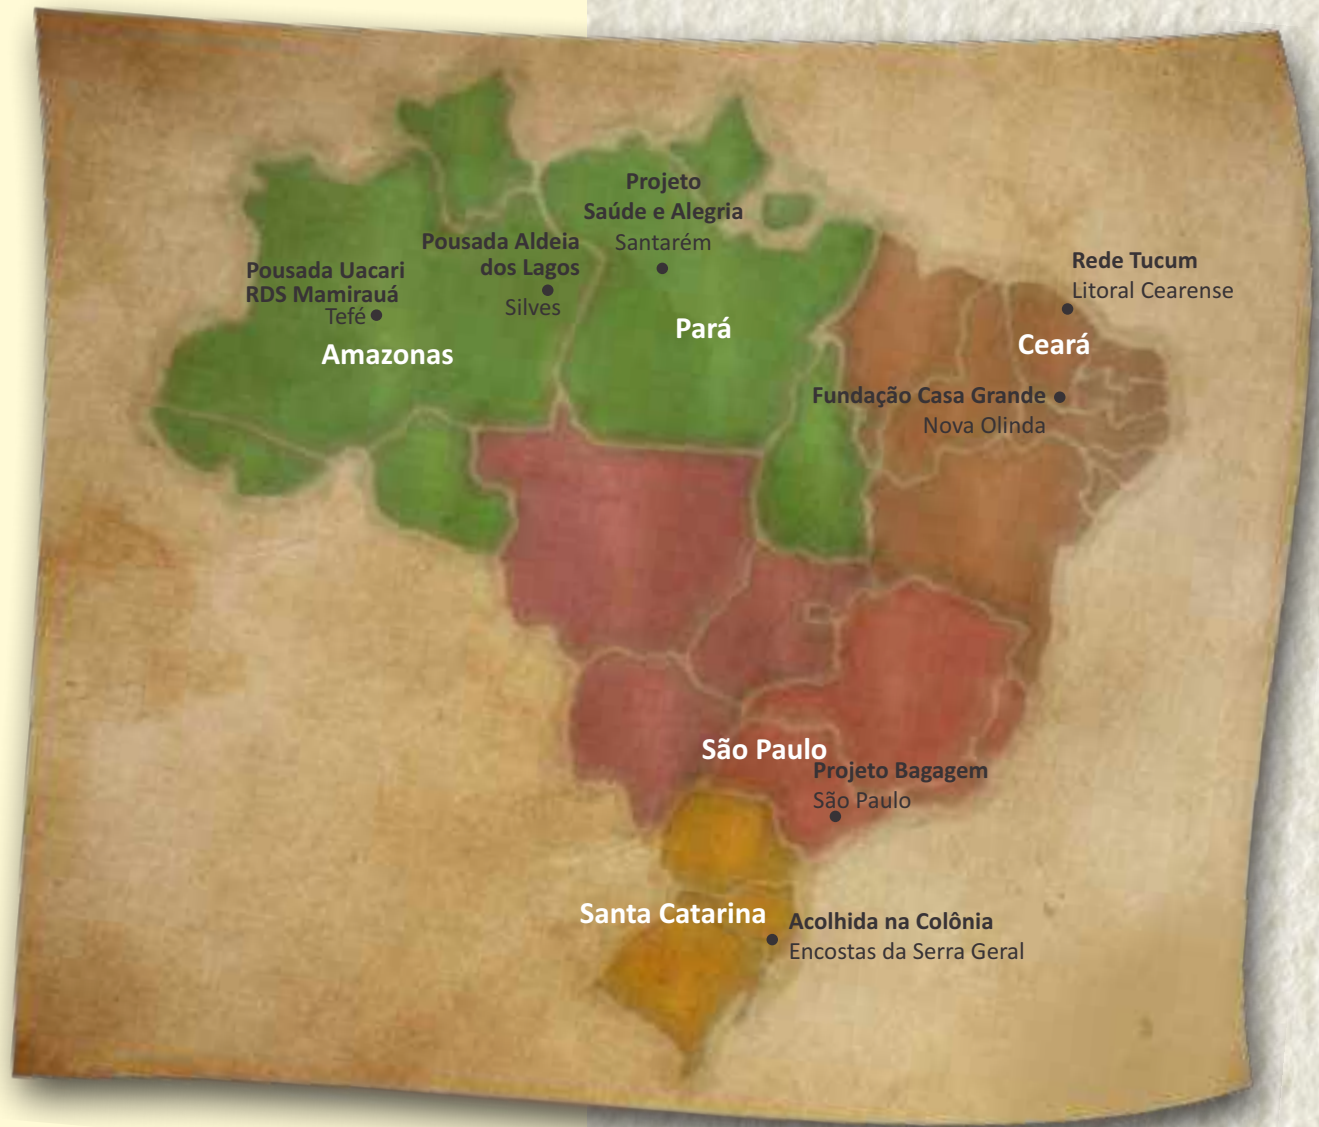 Projeto
Saúde e Alegria
Santarém
Pousada Aldeia
dos Lagos
Silves
Pousada Uacari
RDS Mamirauá
Tefé
Amazonas
Pará
Rede Tucum
Litoral Cearense
Ceará
Fundação Casa Grande
Nova Olinda
São Paulo
Projeto Bagagem
São Paulo
Santa Catarina
Acolhida na Colônia
Encostas da Serra Geral